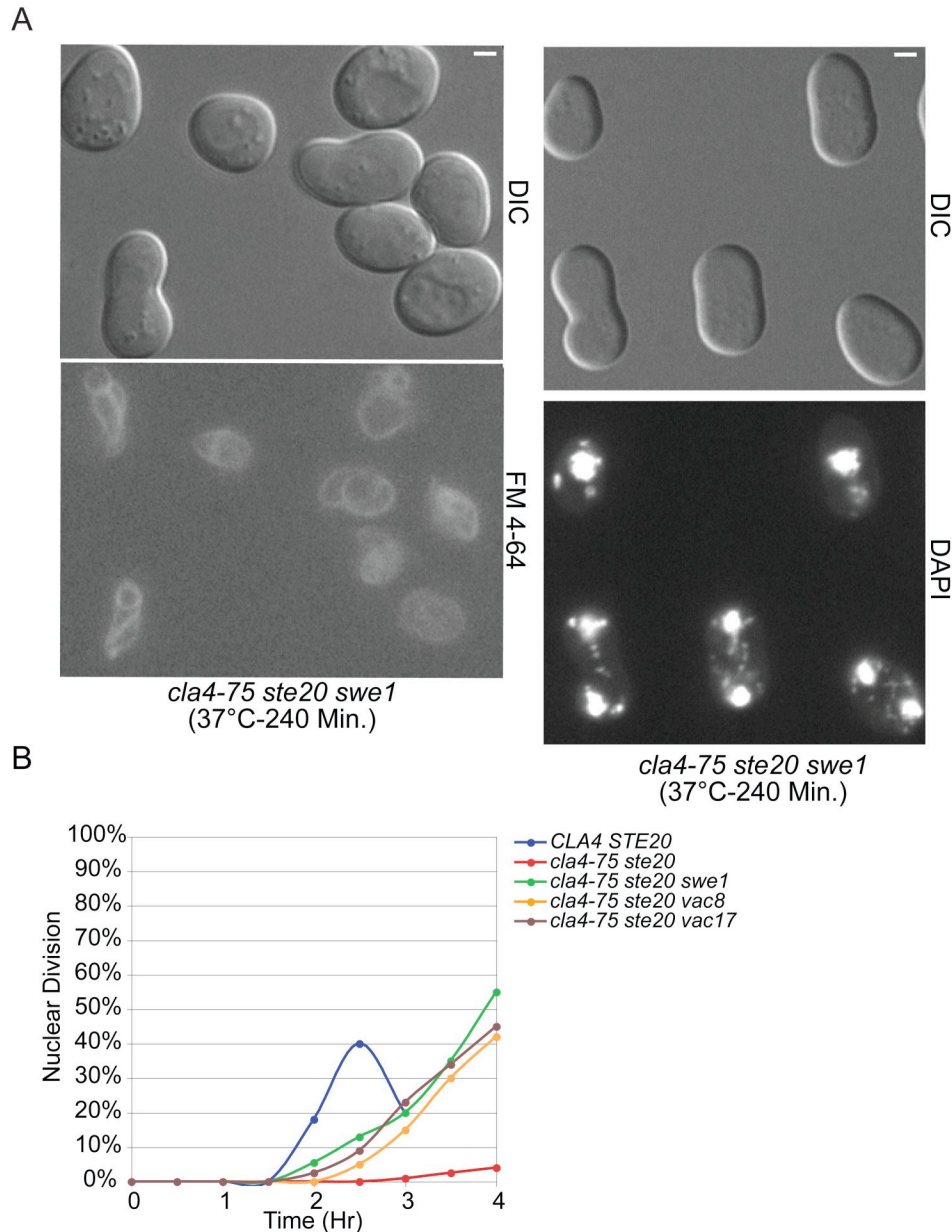 A
DIC
DIC
FM 4-64
DAPI
cla4-75 ste20 swe1
(37°C-240 Min.)
cla4-75 ste20 swe1
(37°C-240 Min.)
B
100%
90%
80%
70%
60%
50%
40%
30%
20%
10%
0%
Nuclear Division
0
1
2
3
4
Time (Hr)
CLA4 STE20
cla4-75 ste20
cla4-75 ste20 swe1
cla4-75 ste20 vac8
cla4-75 ste20 vac17